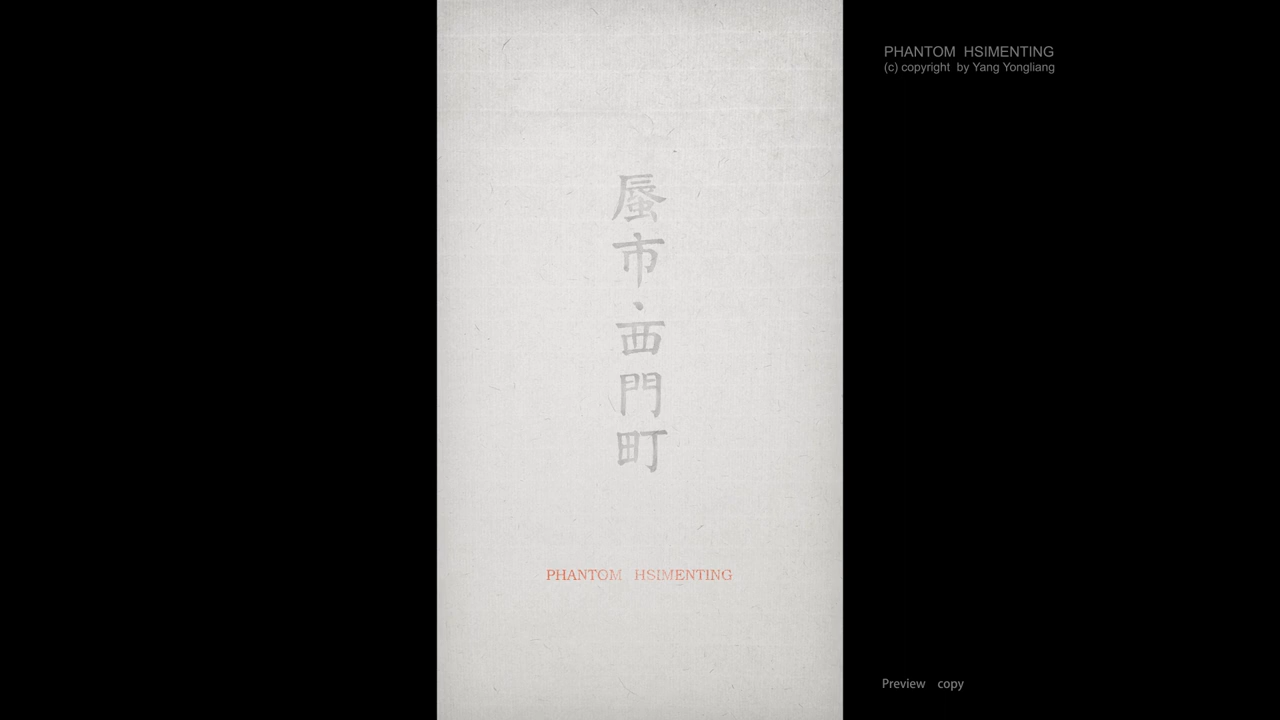 蜃市·西門町
PHANTOM HSIMENTING
PHANTOM HSIMENTING
(c) copyright by Yang Yongliang
Preview copy